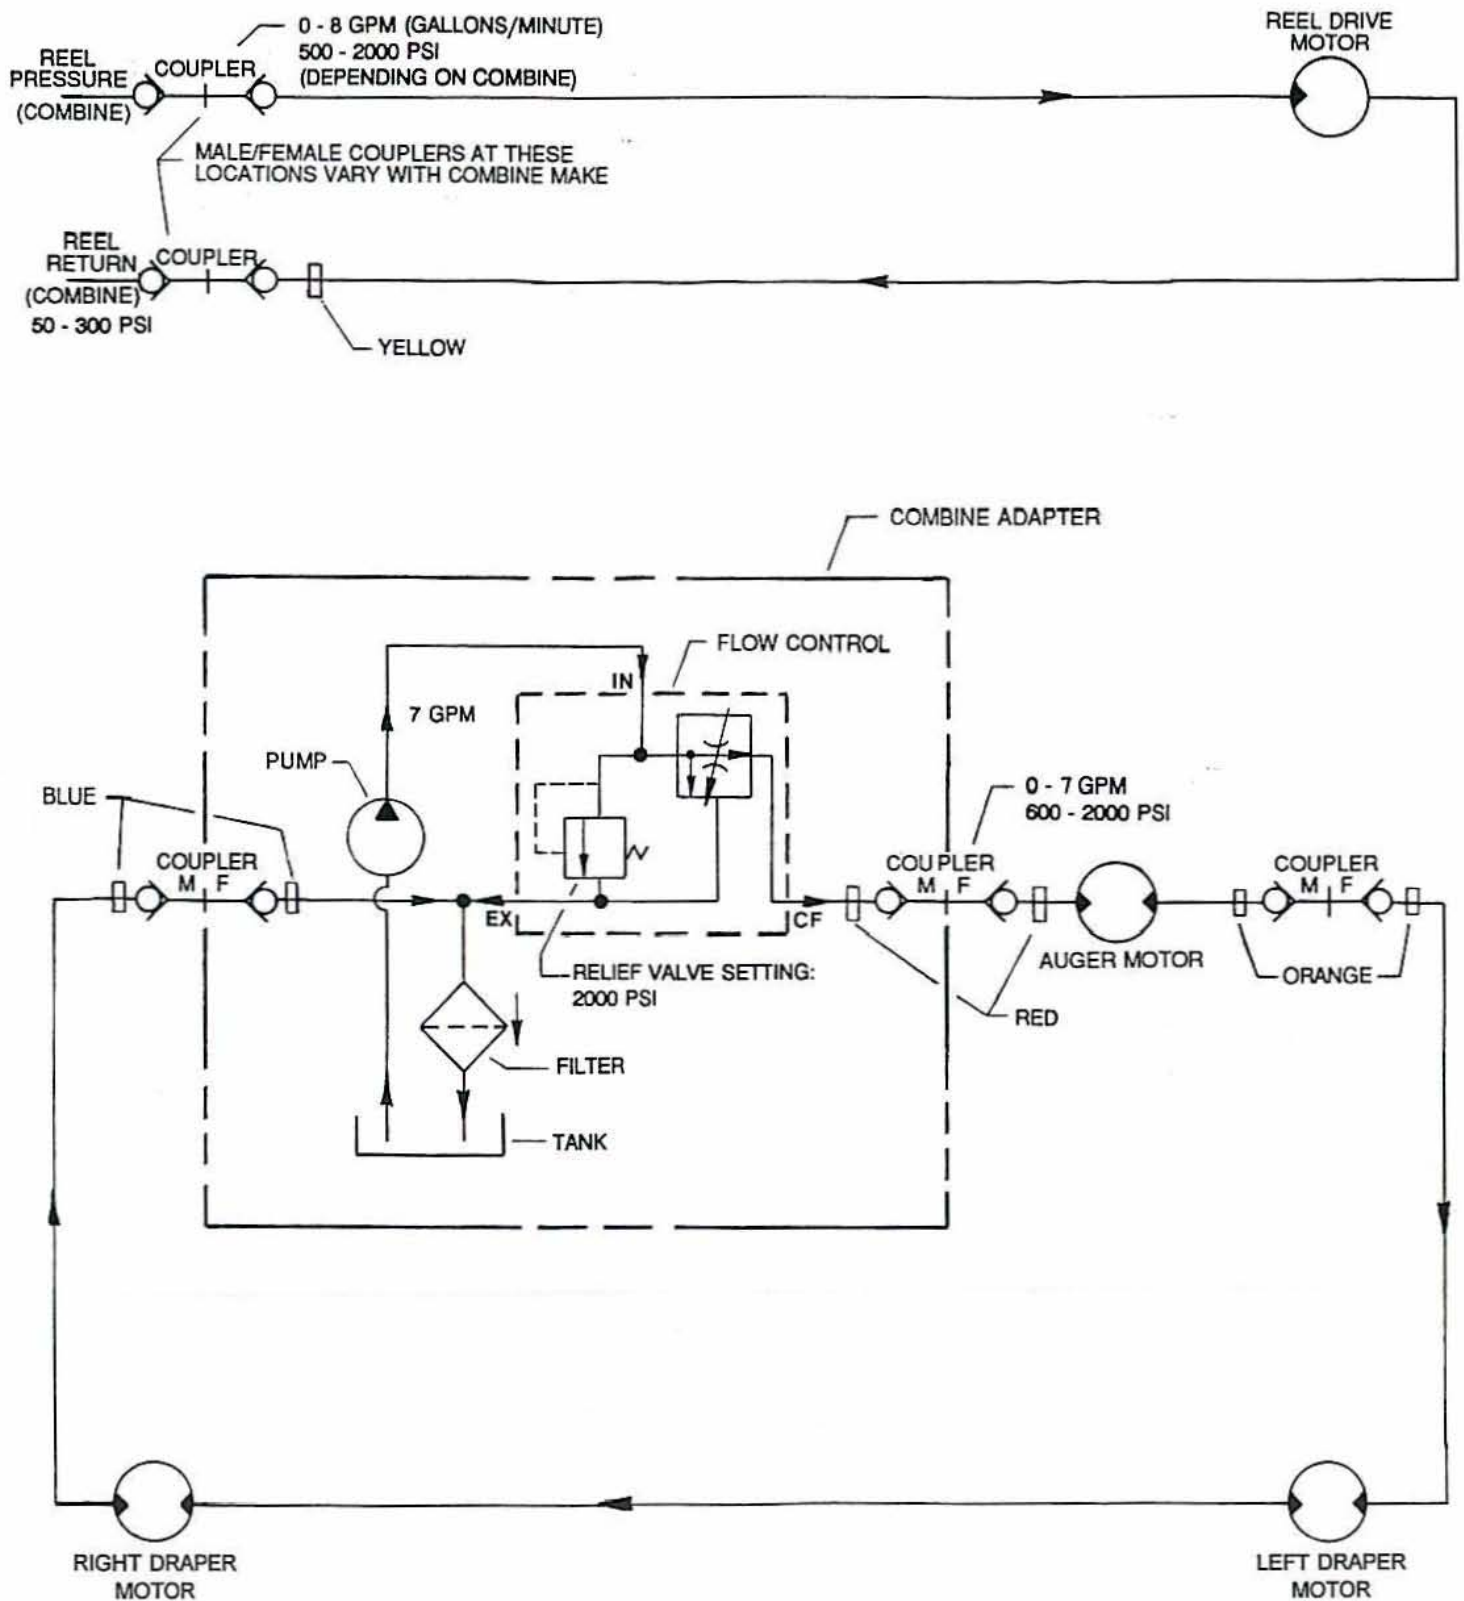 0 - 8 GPM (GALLONS/MINUTE)
500 - 2000 PSI
(DEPENDING ON COMBINE)
REEL
PRESSURE
(COMBINE)
COUPLER
REEL DRIVE
MOTOR
MALE/FEMALE COUPLERS AT THESE
LOCATIONS VARY WITH COMBINE MAKE
REEL
RETURN
(COMBINE)
50 - 300 PSI
COUPLER
YELLOW
COMBINE ADAPTER
FLOW CONTROL
IN
7 GPM
PUMP
BLUE
COUPLER
M F
EX
CF
0 - 7 GPM
600 - 2000 PSI
COUPLER
M F
COUPLER
M F
AUGER MOTOR
ORANGE
RELIEF VALVE SETTING:
2000 PSI
RED
FILTER
TANK
RIGHT DRAPER
MOTOR
LEFT DRAPER
MOTOR